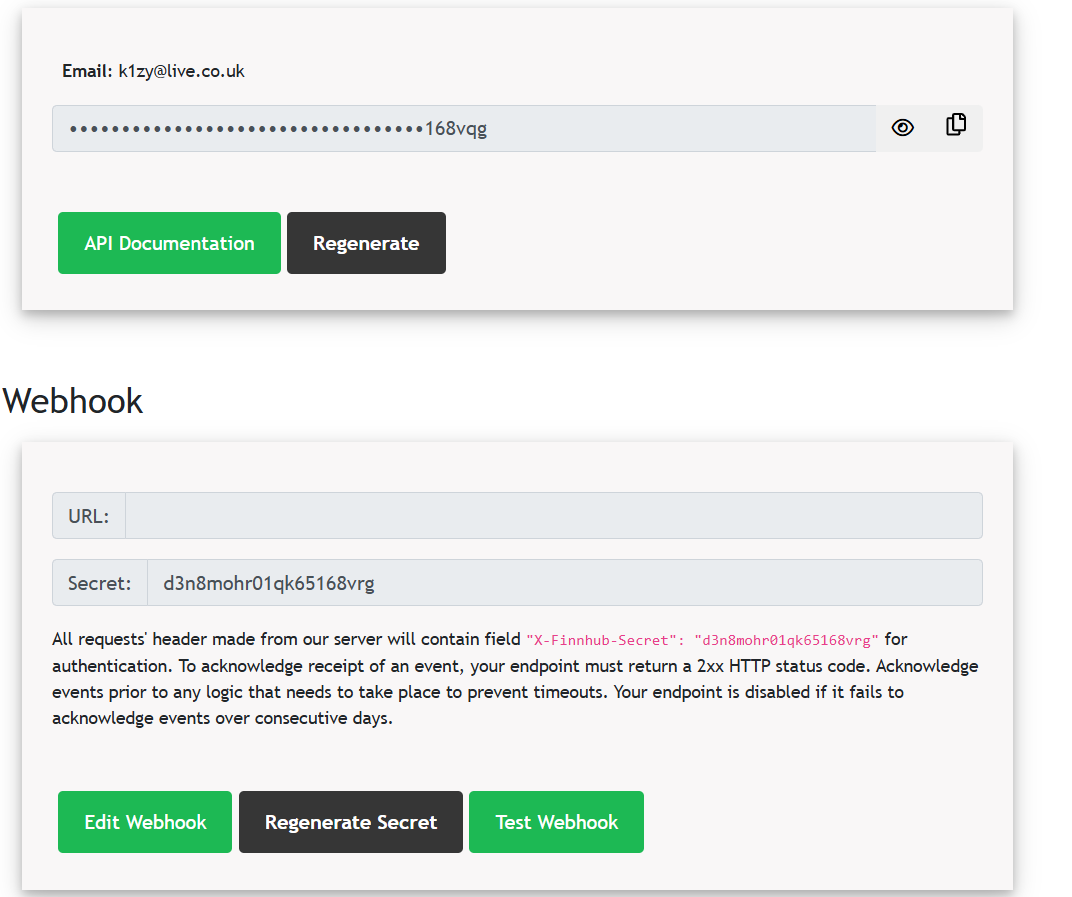 Email: k1zy@live.co.uk
••••••••••••••••••••••••••••••••••168vqg
API Documentation Regenerate
Webhook
URL:
Secret: d3n8mohr01qk65168vrg
All requests' header made from our server will contain field "X-Finnhub-Secret": "d3n8mohr01qk65168vrg" for
authentication. To acknowledge receipt of an event, your endpoint must return a 2xx HTTP status code. Acknowledge
events prior to any logic that needs to take place to prevent timeouts. Your endpoint is disabled if it fails to
acknowledge events over consecutive days.
Edit Webhook Regenerate Secret Test Webhook